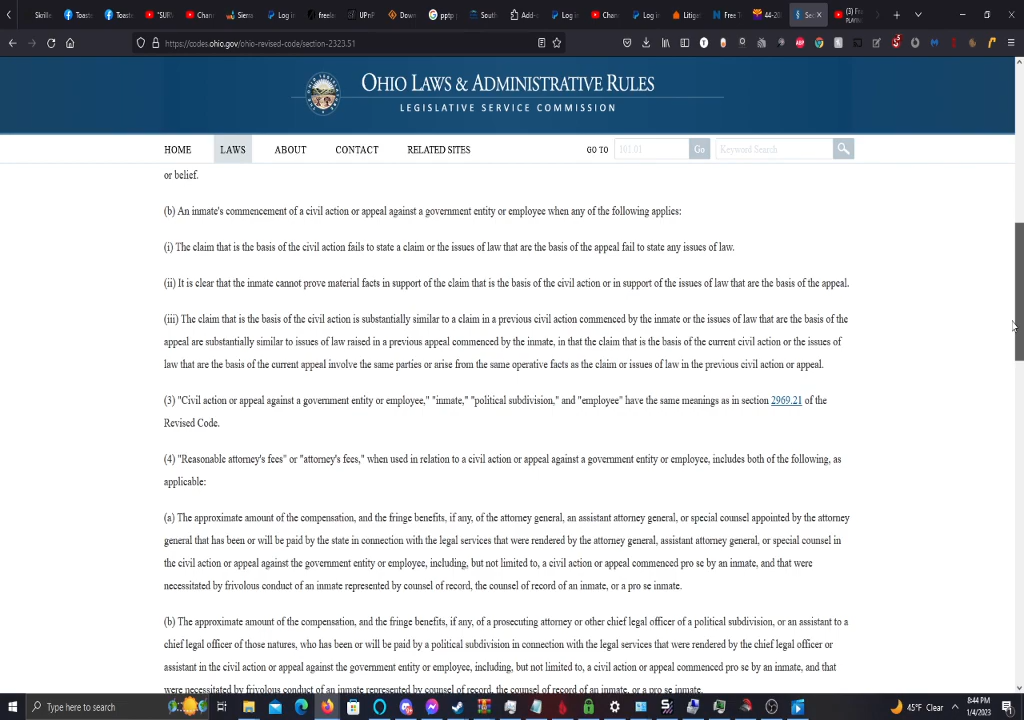 Skrille
Toaste
Toaste
"SUR
Chan
Siem
Log i
freele
UPnP
Dow
pptp
South
Add-
Log i
Chan
Log i
Litiga
New T
44-20
Sec
(3) Fra
https://codes.ohio.gov/ohio-revised-code/section-2323.51
OHIO LAWS & ADMINISTRATIVE RULES
LEGISLATIVE SERVICE COMMISSION
HOME LAWS ABOUT CONTACT RELATED SITES GO TO 101.01 Go Keyword Search
or belief.
(b) An inmate's commencement of a civil action or appeal against a government entity or employee when any of the following applies:
(i) The claim that is the basis of the civil action fails to state a claim or the issues of law that are the basis of the appeal fail to state any issues of law.
(ii) It is clear that the inmate cannot prove material facts in support of the claim that is the basis of the civil action or in support of the issues of law that are the basis of the appeal.
(iii) The claim that is the basis of the civil action is substantially similar to a claim in a previous civil action commenced by the inmate or the issues of law that are the basis of the
appeal are substantially similar to issues of law raised in a previous appeal commenced by the inmate, in that the claim that is the basis of the current civil action or the issues of
law that are the basis of the current appeal involve the same parties or arise from the same operative facts as the claim or issues of law in the previous civil action or appeal.
(3) "Civil action or appeal against a government entity or employee," "inmate," "political subdivision," and "employee" have the same meanings as in section 2969.21 of the
Revised Code.
(4) "Reasonable attorney's fees" or "attorney's fees," when used in relation to a civil action or appeal against a government entity or employee, includes both of the following, as
applicable:
(a) The approximate amount of the compensation, and the fringe benefits, if any, of the attorney general, an assistant attorney general, or special counsel appointed by the attorney
general that has been or will be paid by the state in connection with the legal services that were rendered by the attorney general, assistant attorney general, or special counsel in
the civil action or appeal against the government entity or employee, including, but not limited to, a civil action or appeal commenced pro se by an inmate, and that were
necessitated by frivolous conduct of an inmate represented by counsel of record, the counsel of record of an inmate, or a pro se inmate.
(b) The approximate amount of the compensation, and the fringe benefits, if any, of a prosecuting attorney or other chief legal officer of a political subdivision, or an assistant to a
chief legal officer of those natures, who has been or will be paid by a political subdivision in connection with the legal services that were rendered by the chief legal officer or
assistant in the civil action or appeal against the government entity or employee, including, but not limited to, a civil action or appeal commenced pro se by an inmate, and that
were necessitated by frivolous conduct of an inmate represented by counsel of record, the counsel of record of an inmate, or a pro se inmate.
Type here to search
45°F Clear
8:44 PM
1/4/2023